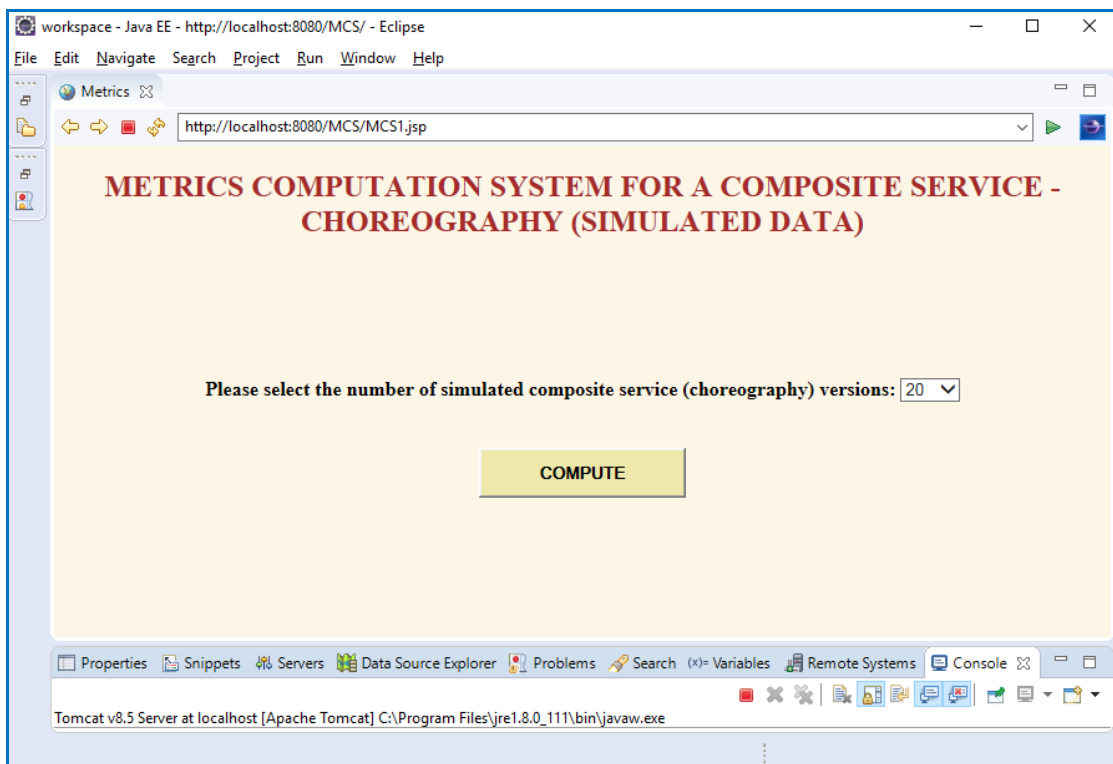 workspace - Java EE - http://localhost:8080/MCS/ - Eclipse
File Edit Navigate Search Project Run Window Help
Metrics
http://localhost:8080/MCS/MCS1.jsp
METRICS COMPUTATION SYSTEM FOR A COMPOSITE SERVICE -
CHOREOGRAPHY (SIMULATED DATA)
Please select the number of simulated composite service (choreography) versions: 20
COMPUTE
Properties Snippets Servers Data Source Explorer Problems Search (x)= Variables Remote Systems Console
Tomcat v8.5 Server at localhost [Apache Tomcat] C:\Program Files\jre1.8.0_111\bin\javaw.exe